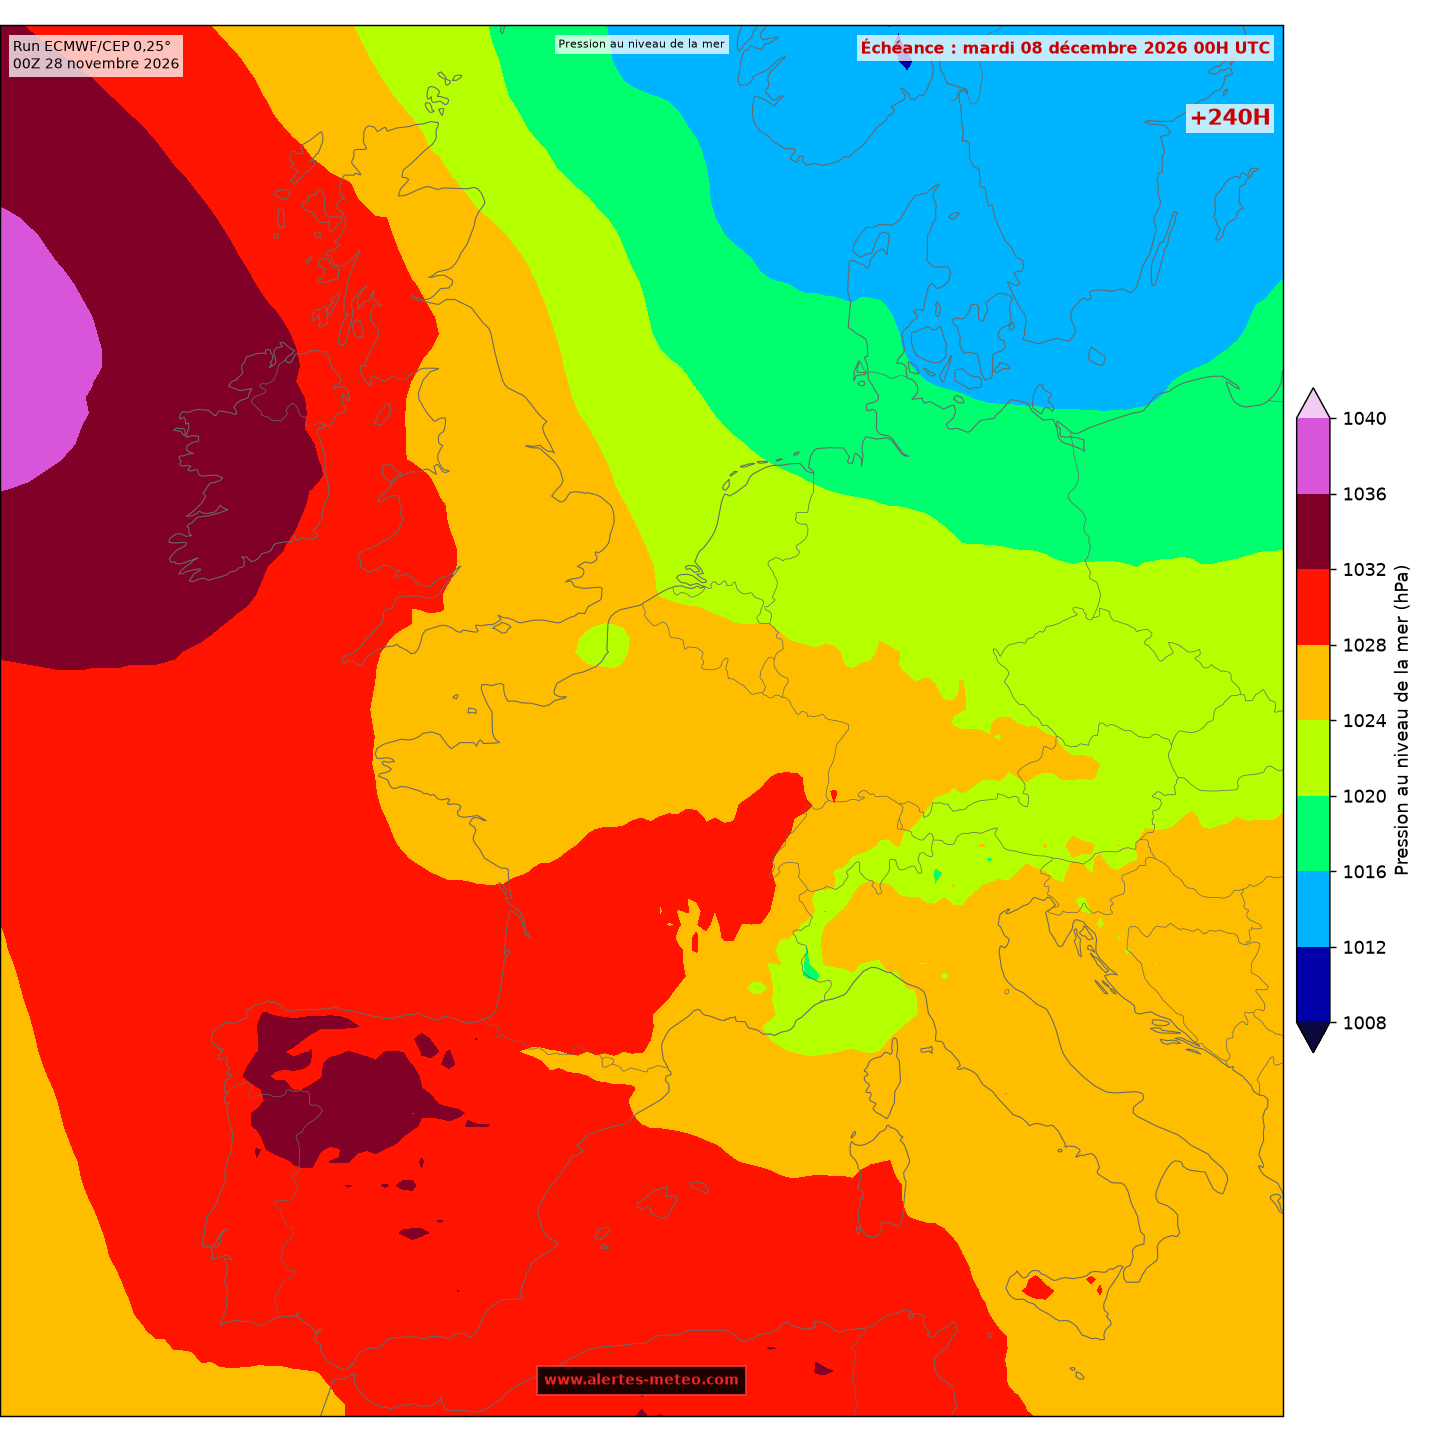 Run ECMWF/CEP 0,25°
00Z 28 novembre 2026
Pression au niveau de la mer
Échéance : mardi 08 décembre 2026 00H UTC
+240H
1040
1036
1032
1028
1024
1020
1016
1012
1008
Pression au niveau de la mer (hPa)
www.alertes-meteo.com